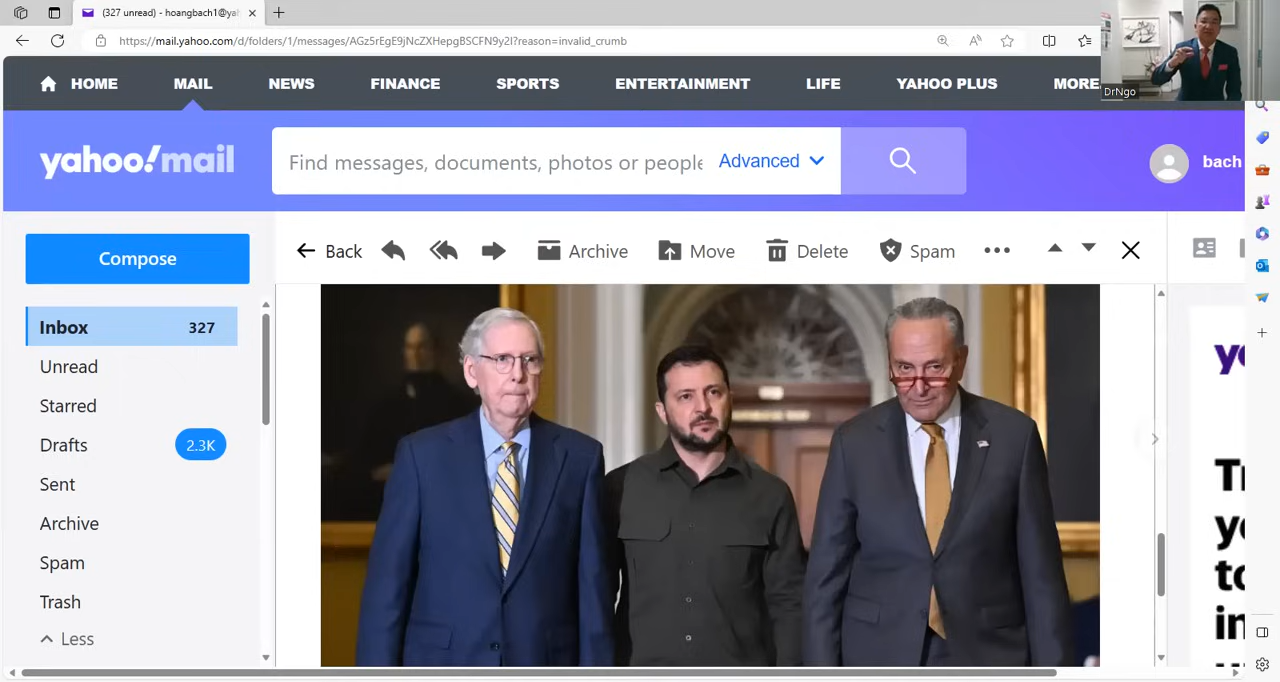 (327 unread) - hoangbach1@yah
https://mail.yahoo.com/d/folders/1/messages/AGz5rEgE9jNcZXHepgBSCFN9y2I?reason=invalid_crumb
DrNgo
HOME MAIL NEWS FINANCE SPORTS ENTERTAINMENT LIFE YAHOO PLUS MORE
yahoo!mail
Find messages, documents, photos or people
Advanced
bach
Compose
Back Archive Move Delete Spam
Inbox 327
Unread
Starred
Drafts 2.3K
Sent
Archive
Spam
Trash
Less